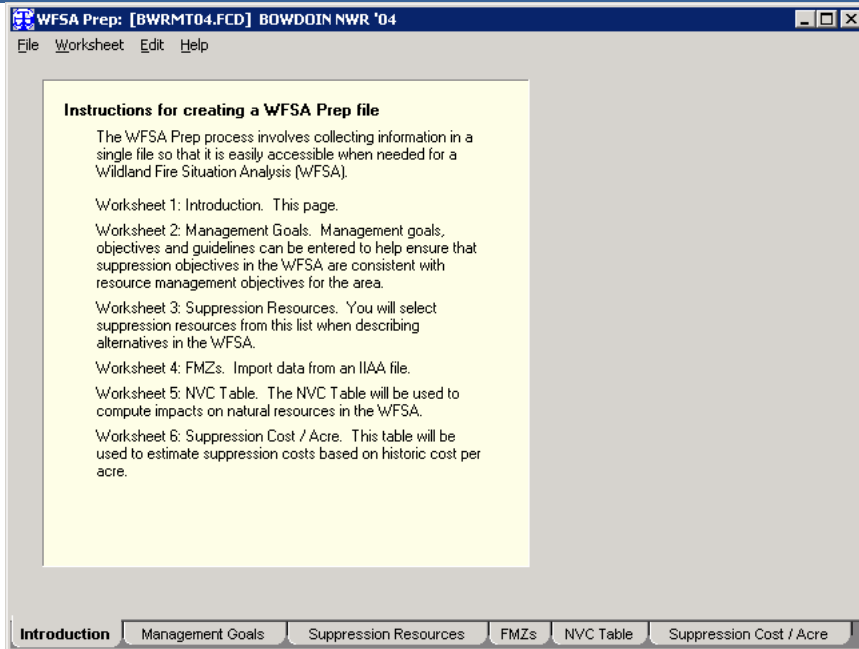 WFSA Prep: [BWRMT04.FCD] BOWDOIN NWR '04
File Worksheet Edit Help
Instructions for creating a WFSA Prep file
The WFSA Prep process involves collecting information in a
single file so that it is easily accessible when needed for a
Wildland Fire Situation Analysis (WFSA).
Worksheet 1: Introduction. This page.
Worksheet 2: Management Goals. Management goals,
objectives and guidelines can be entered to help ensure that
suppression objectives in the WFSA are consistent with
resource management objectives for the area.
Worksheet 3: Suppression Resources. You will select
suppression resources from this list when describing
alternatives in the WFSA.
Worksheet 4: FMZs. Import data from an IIAA file.
Worksheet 5: NVC Table. The NVC Table will be used to
compute impacts on natural resources in the WFSA.
Worksheet 6: Suppression Cost / Acre. This table will be
used to estimate suppression costs based on historic cost per
acre.
Introduction Management Goals Suppression Resources FMZs NVC Table Suppression Cost / Acre